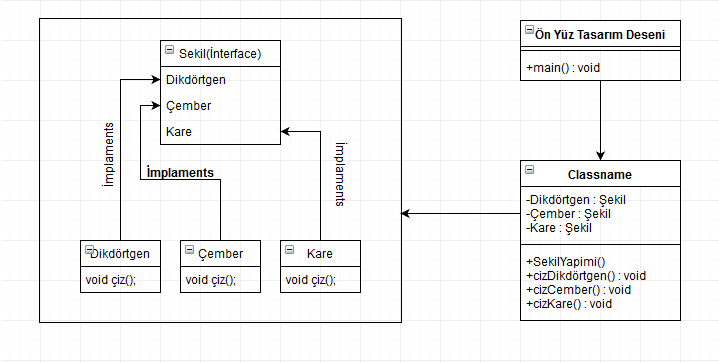 Sekil(İnterface)
Dikdörtgen
Çember
Kare
İmplaments
İmplaments
İmplaments
Dikdörtgen
void çiz();
Çember
void çiz();
Kare
void çiz();
Ön Yüz Tasarım Deseni
+main() : void
Classname
-Dikdörtgen : Şekil
-Çember : Şekil
-Kare : Şekil
+SekilYapimi()
+cizDikdörtgen() : void
+cizCember() : void
+cizKare() : void